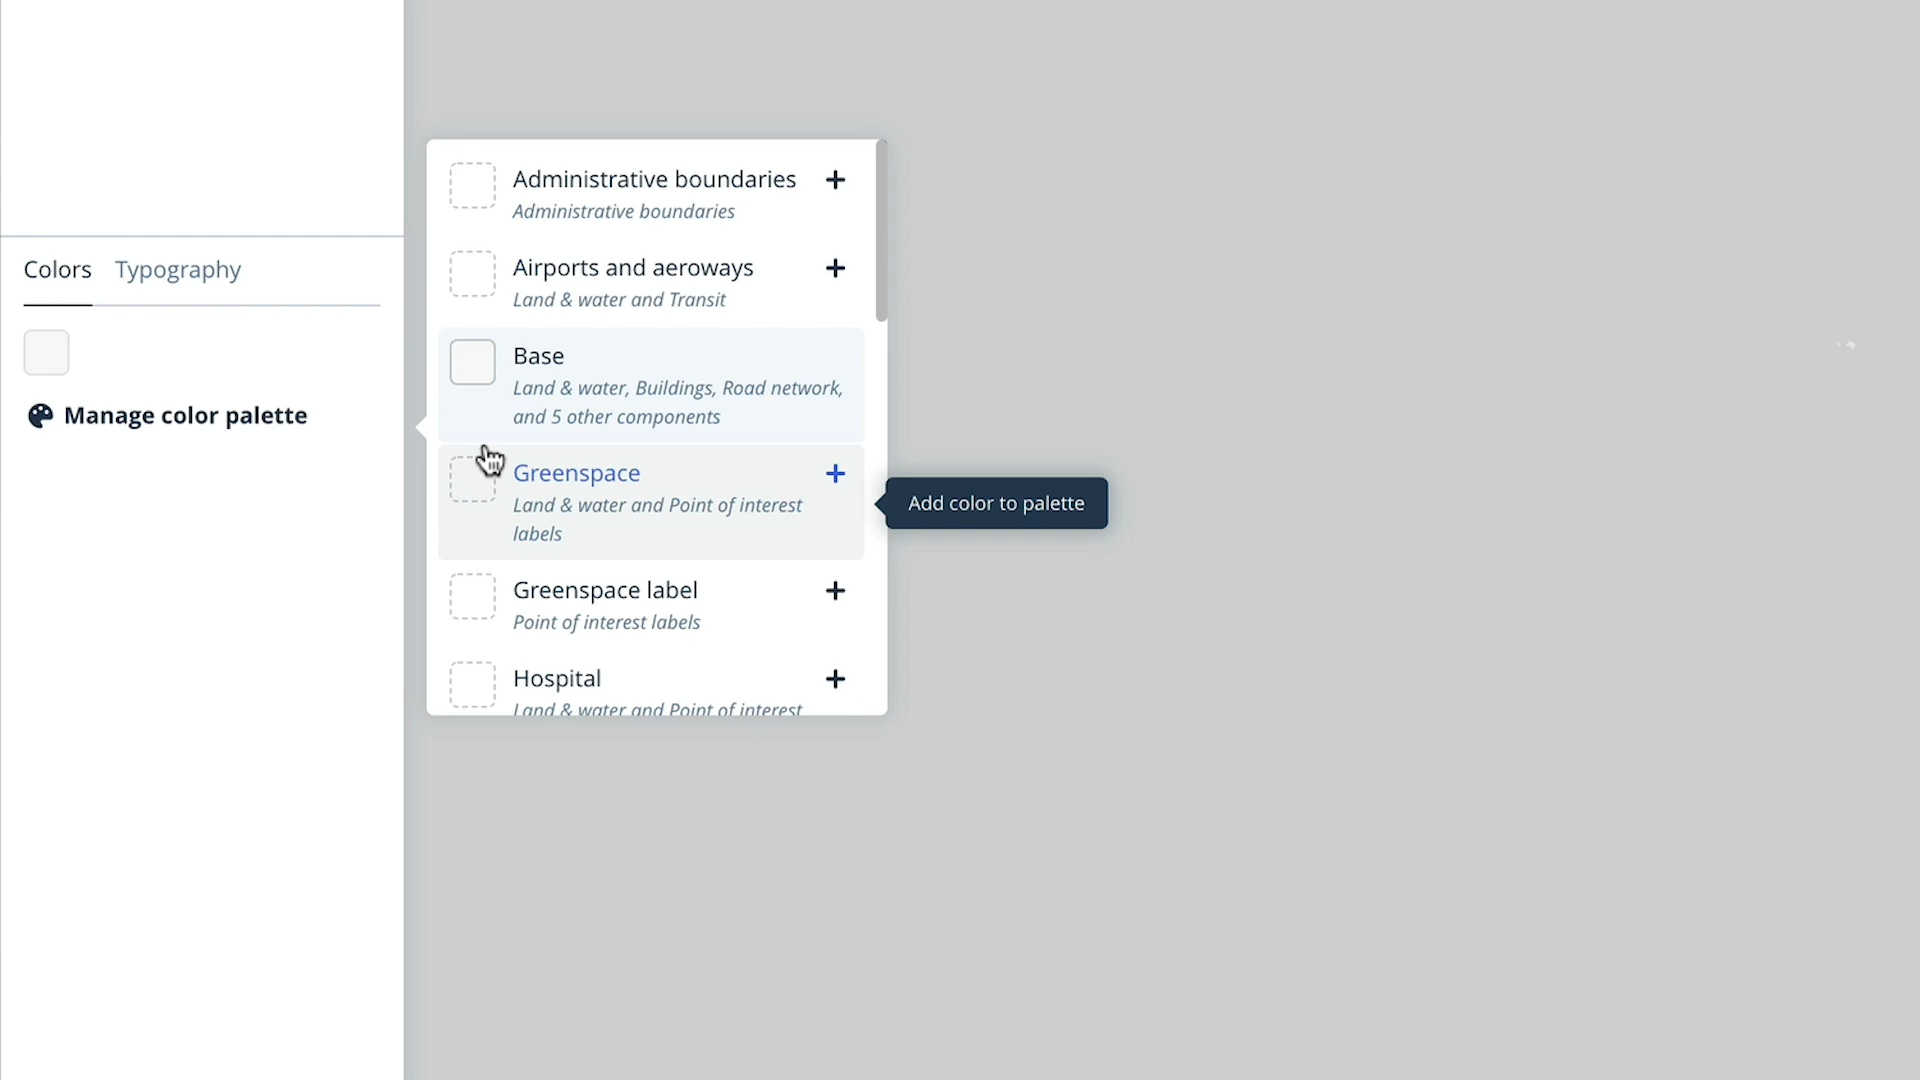 Colors Typography
Manage color palette
Administrative boundaries
Administrative boundaries
Airports and aeroways
Land & water and Transit
Base
Land & water, Buildings, Road network,
and 5 other components
Greenspace
Land & water and Point of interest
labels
Add color to palette
Greenspace label
Point of interest labels
Hospital
Land & water and Point of interest